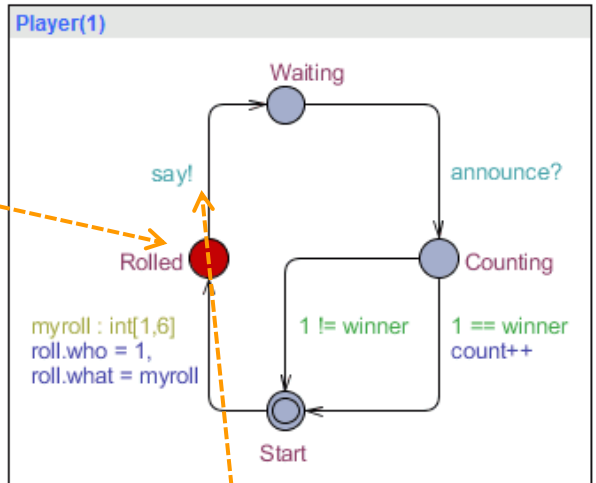 Player(1)
Waiting
say!
announce?
Rolled
Counting
myroll : int[1,6]
roll.who = 1,
roll.what = myroll
1 != winner
1 == winner
count++
Start